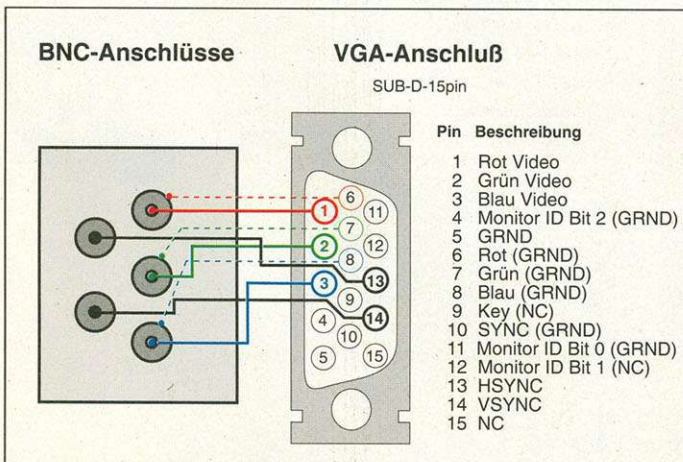 BNC-Anschlüsse
VGA-Anschluß
SUB-D-15pin
Pin Beschreibung
1 Rot Video
2 Grün Video
3 Blau Video
4 Monitor ID Bit 2 (GRND)
5 GRND
6 Rot (GRND)
7 Grün (GRND)
8 Blau (GRND)
9 Key (NC)
10 SYNC (GRND)
11 Monitor ID Bit 0 (GRND)
12 Monitor ID Bit 1 (NC)
13 HSYNC
14 VSYNC
15 NC
6
1
11
7
2
12
8
3
13
9
4
14
10
5
15